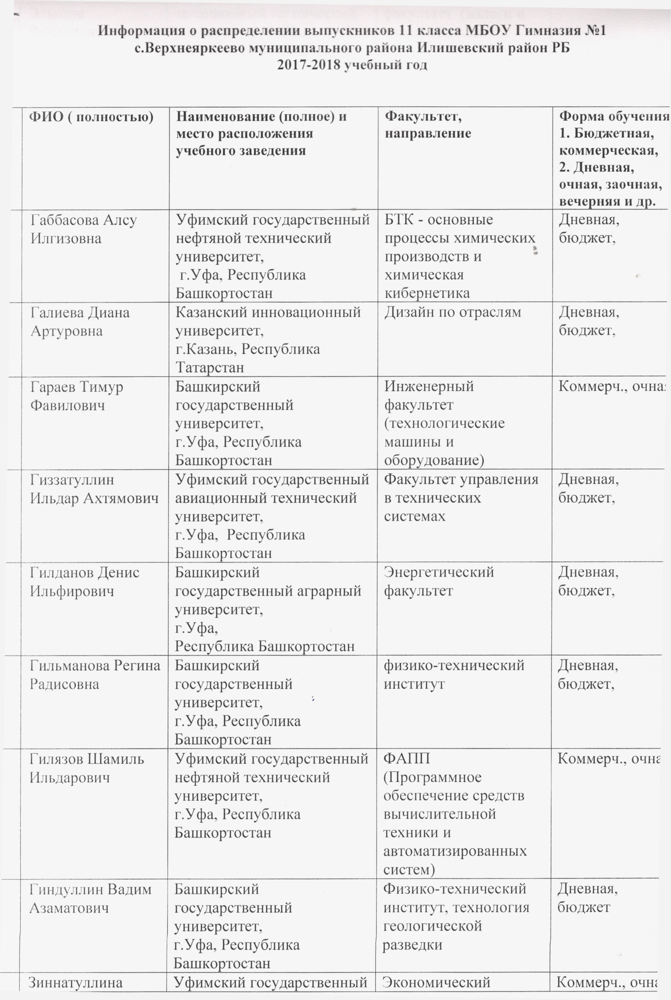 Информация о распределении выпускников 11 класса МБОУ Гимназия №1
с.Верхнеяркеево муниципального района Илишевский район РБ
2017-2018 учебный год
ФИО ( полностью)
Наименование (полное) и
место расположения
учебного заведения
Факультет,
направление
Форма обучения
1. Бюджетная,
коммерческая,
2. Дневная,
очная, заочная,
вечерняя и др.
Габбасова Алсу
Илгизовна
Уфимский государственный
нефтяной технический
университет,
г.Уфа, Республика
Башкортостан
БТК - основные
процессы химических
производств и
химическая
кибернетика
Дневная,
бюджет,
Галиева Диана
Артуровна
Казанский инновационный
университет,
г.Казань, Республика
Татарстан
Дизайн по отраслям
Дневная,
бюджет,
Гараев Тимур
Фавилович
Башкирский
государственный
университет,
г.Уфа, Республика
Башкортостан
Инженерный
факультет
(технологические
машины и
оборудование)
Коммерч., очна
Гиззатуллин
Ильдар Ахтямович
Уфимский государственный
авиационный технический
университет,
г.Уфа,  Республика
Башкортостан
Факультет управления
в технических
системах
Дневная,
бюджет,
Гилданов Денис
Ильфирович
Башкирский
государственный аграрный
университет,
г.Уфа,
Республика Башкортостан
Энергетический
факультет
Дневная,
бюджет,
Гильманова Регина
Радисовна
Башкирский
государственный
университет,
г.Уфа, Республика
Башкортостан
физико-технический
институт
Дневная,
бюджет,
Гилязов Шамиль
Ильдарович
Уфимский государственный
нефтяной технический
университет,
г.Уфа, Республика
Башкортостан
ФАПП
(Программное
обеспечение средств
вычислительной
техники и
автоматизированных
систем)
Коммерч., очна
Гиндуллин Вадим
Азаматович
Башкирский
государственный
университет,
г.Уфа, Республика
Башкортостан
Физико-технический
институт, технология
геологической
разведки
Дневная,
бюджет
Зиннатуллина
Уфимский государственный
Экономический
Коммерч., очна